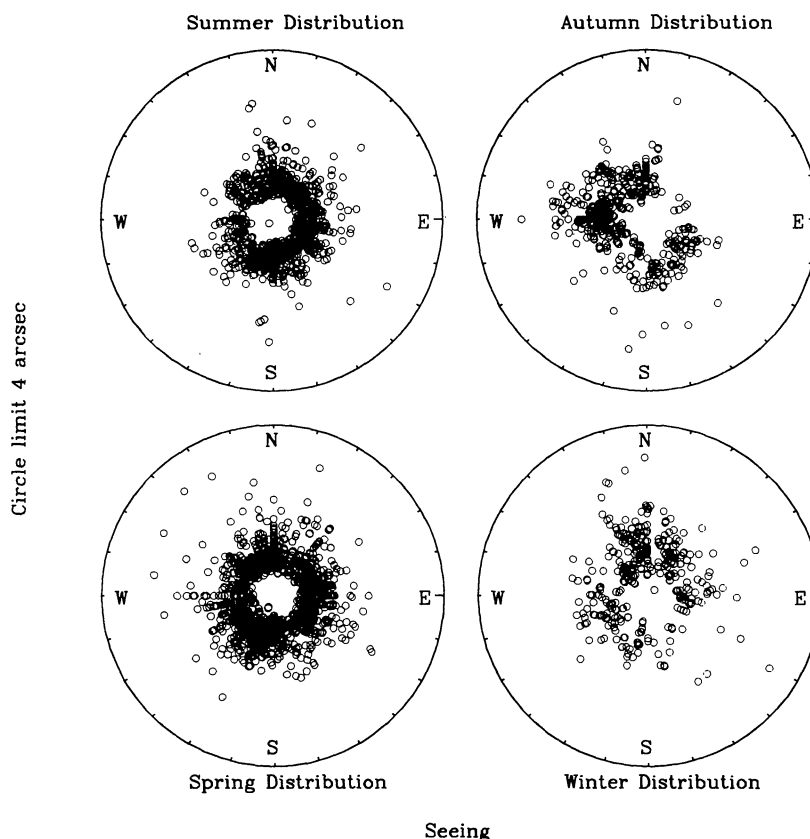 Summer Distribution
Autumn Distribution
N
N
W
E
W
E
S
S
Circle limit 4 arcsec
N
N
W
E
W
E
S
S
Spring Distribution
Winter Distribution
Seeing